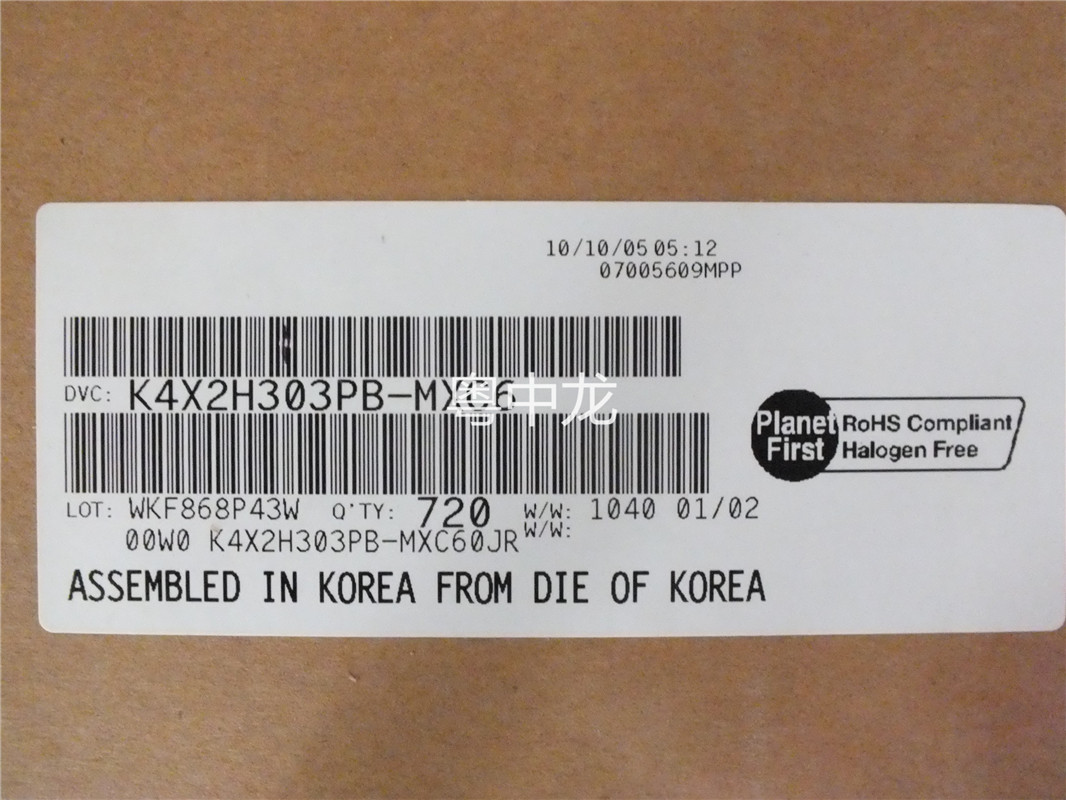 10/10/05 05:12
07005609MPP
DVC: K4X2H303PB-MXC6
粤中龙
Planet First
RoHS Compliant
Halogen Free
LOT: WKF868P43W Q'TY: 720 W/W: 1040 01/02
W/W:
00W0 K4X2H303PB-MXC60JR
ASSEMBLED IN KOREA FROM DIE OF KOREA